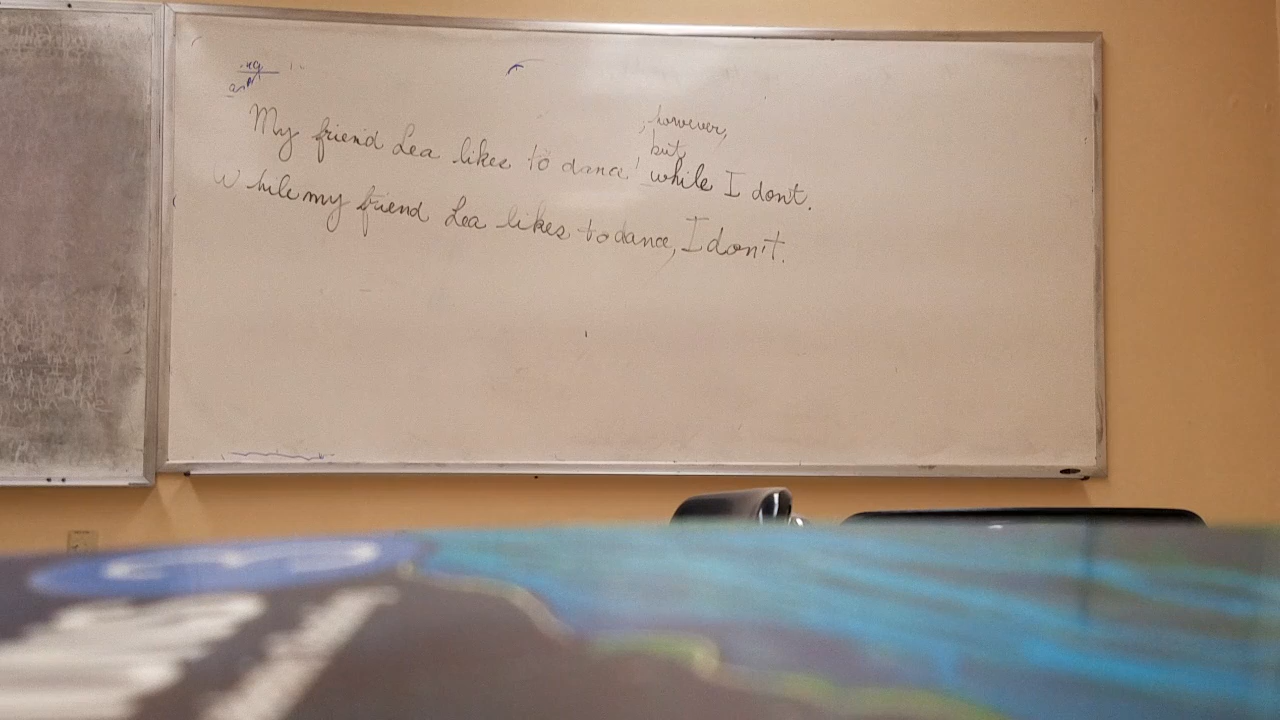 ; however,
but,
My friend Lea likes to dance, while I don't.
While my friend Lea likes to dance, I don't.